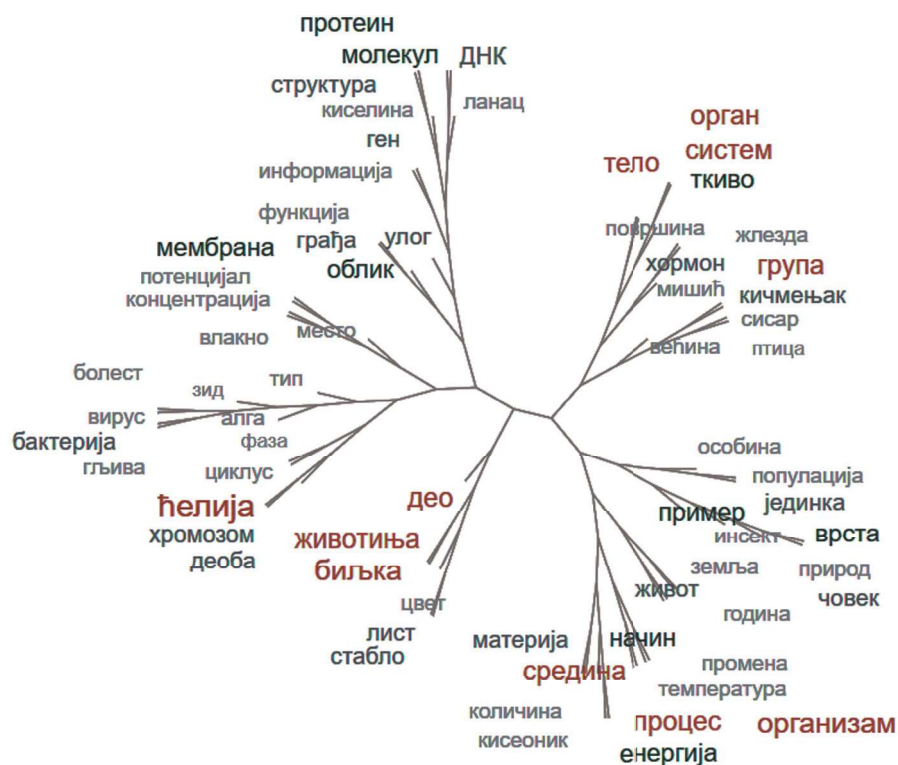 протеин
молекул
ДНК
структура
киселина
ланац
ген
информација
функција
грађа
улог
облик
мембрана
потенцијал
концентрација
влакно
место
болест
зид
тип
вирус
алга
бактерија
фаза
гљива
циклус
ћелија
хромозом
деоба
орган
систем
тело
ткиво
површина
жлезда
хормон
група
мишић
кичмењак
сисар
већина
птица
део
животиња
биљка
цвет
лист
стабло
особина
популација
јединка
пример
инсект
врста
земља
природ
живот
човек
година
материја
начин
средина
промена
температура
количина
процес
организам
кисеоник
енергија